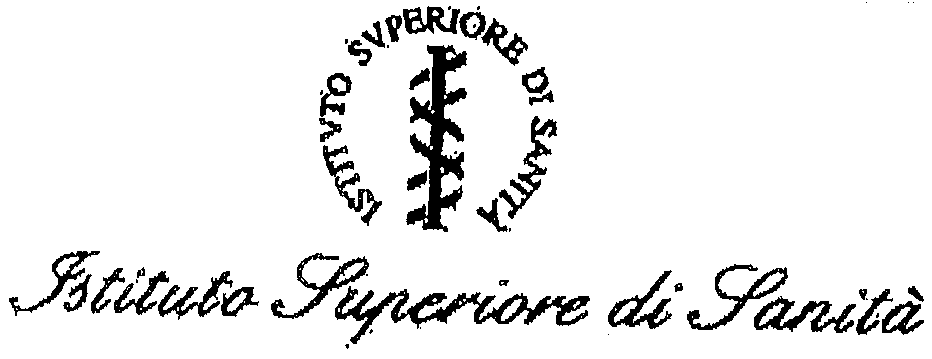 ISTITVTO SVPERIORE DI SANITÀ
Istituto Superiore di Sanità